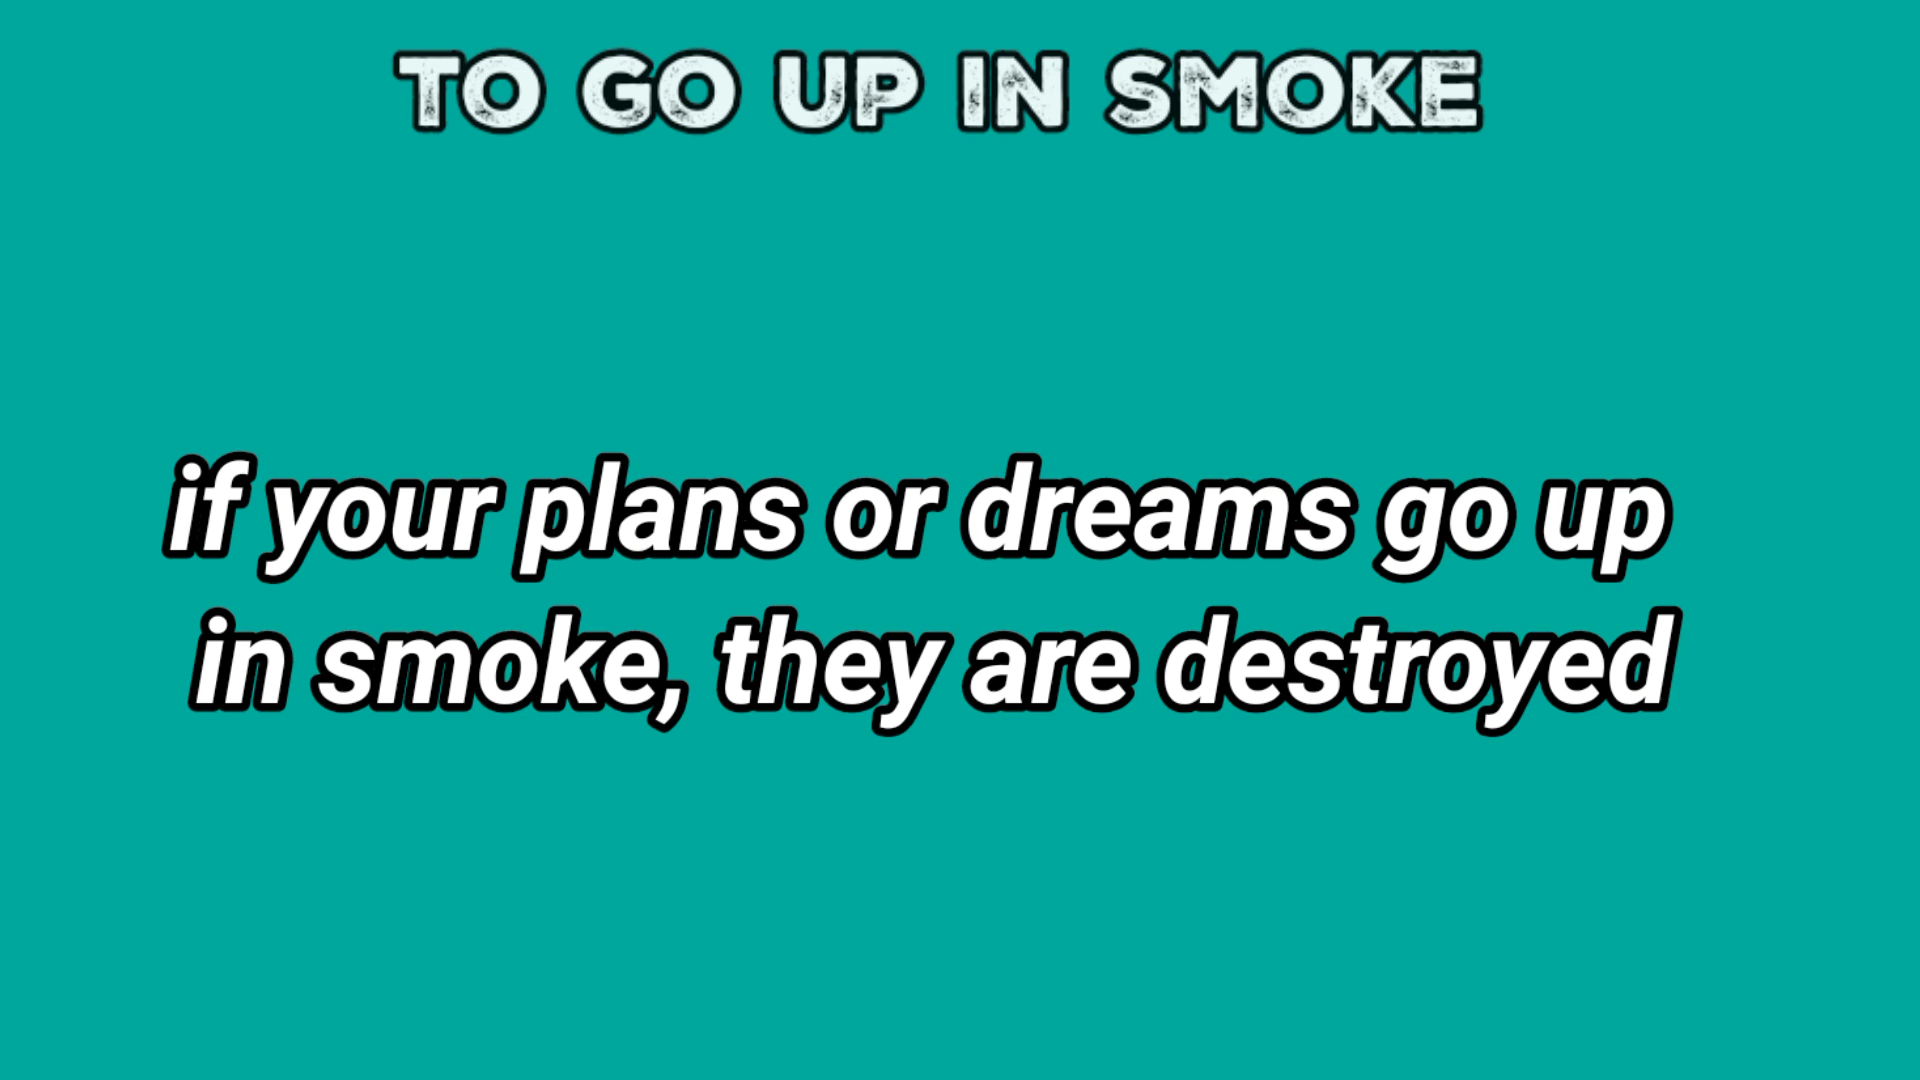 TO GO UP IN SMOKE
if your plans or dreams go up
in smoke, they are destroyed